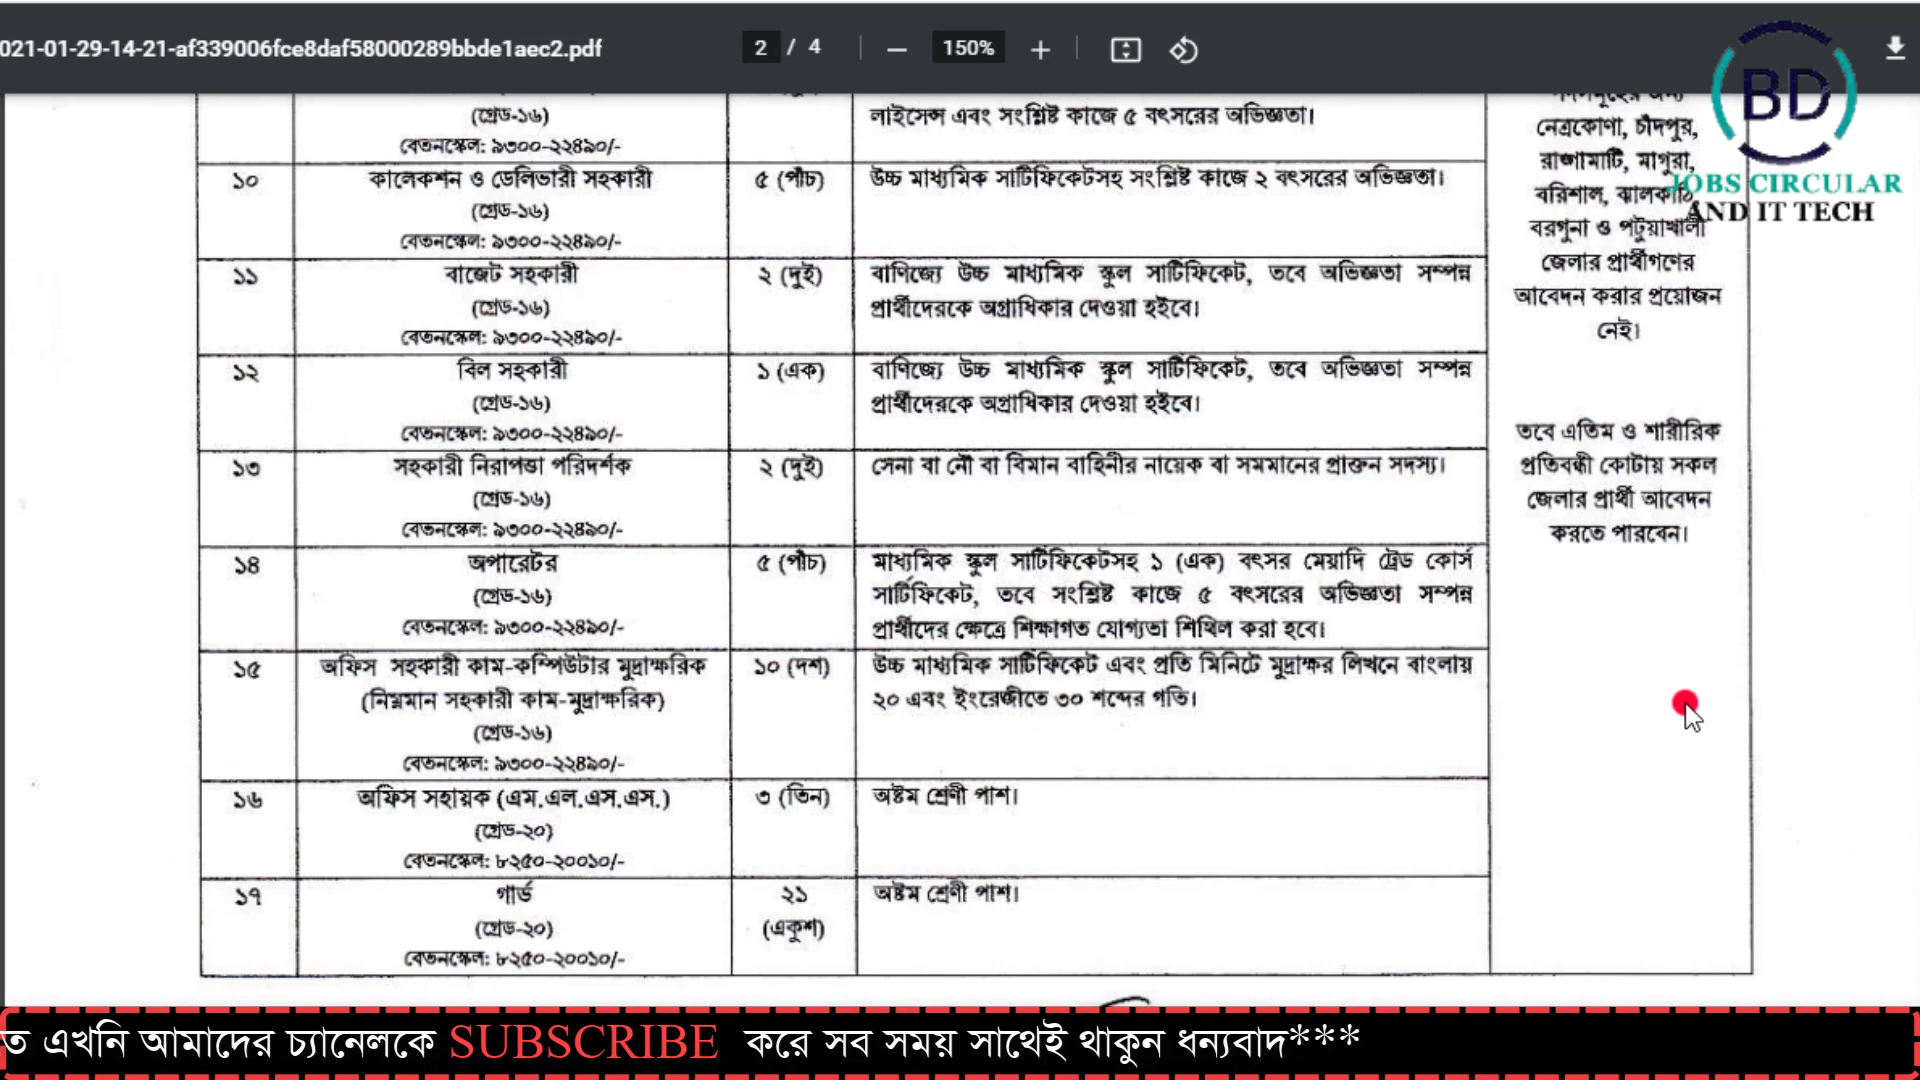 021-01-29-14-21-af339006fce8daf58000289bbde1aec2.pdf
2 / 4
150%
BD
JOBS CIRCULAR
AND IT TECH
(গ্রেড-১৬)
বেতনস্কেল: ৯৩০০-২২৪৯০/-
লাইসেন্স এবং সংশ্লিষ্ট কাজে ৫ বৎসরের অভিজ্ঞতা।
১০
কালেকশন ও ডেলিভারী সহকারী
(গ্রেড-১৬)
বেতনস্কেল: ৯৩০০-২২৪৯০/-
৫ (পাঁচ)
উচ্চ মাধ্যমিক সার্টিফিকেটসহ সংশ্লিষ্ট কাজে ২ বৎসরের অভিজ্ঞতা।
১১
বাজেট সহকারী
(গ্রেড-১৬)
বেতনস্কেল: ৯৩০০-২২৪৯০/-
২ (দুই)
বাণিজ্যে উচ্চ মাধ্যমিক স্কুল সার্টিফিকেট, তবে অভিজ্ঞতা সম্পন্ন
প্রার্থীদেরকে অগ্রাধিকার দেওয়া হইবে।
১২
বিল সহকারী
(গ্রেড-১৬)
বেতনস্কেল: ৯৩০০-২২৪৯০/-
১ (এক)
বাণিজ্যে উচ্চ মাধ্যমিক স্কুল সার্টিফিকেট, তবে অভিজ্ঞতা সম্পন্ন
প্রার্থীদেরকে অগ্রাধিকার দেওয়া হইবে।
১৩
সহকারী নিরাপত্তা পরিদর্শক
(গ্রেড-১৬)
বেতনস্কেল: ৯৩০০-২২৪৯০/-
২ (দুই)
সেনা বা নৌ বা বিমান বাহিনীর নায়েক বা সমমানের প্রাক্তন সদস্য।
১৪
অপারেটর
(গ্রেড-১৬)
বেতনস্কেল: ৯৩০০-২২৪৯০/-
৫ (পাঁচ)
মাধ্যমিক স্কুল সার্টিফিকেটসহ ১ (এক) বৎসর মেয়াদি ট্রেড কোর্স
সার্টিফিকেট, তবে সংশ্লিষ্ট কাজে ৫ বৎসরের অভিজ্ঞতা সম্পন্ন
প্রার্থীদের ক্ষেত্রে শিক্ষাগত যোগ্যতা শিথিল করা হবে।
১৫
অফিস সহকারী কাম-কম্পিউটার মুদ্রাক্ষরিক
(নিম্নমান সহকারী কাম-মুদ্রাক্ষরিক)
(গ্রেড-১৬)
বেতনস্কেল: ৯৩০০-২২৪৯০/-
১০ (দশ)
উচ্চ মাধ্যমিক সার্টিফিকেট এবং প্রতি মিনিটে মুদ্রাক্ষর লিখনে বাংলায়
২০ এবং ইংরেজীতে ৩০ শব্দের গতি।
১৬
অফিস সহায়ক (এম.এল.এস.এস.)
(গ্রেড-২০)
বেতনস্কেল: ৮২৫০-২০০১০/-
৩ (তিন)
অষ্টম শ্রেণী পাশ।
১৭
গার্ড
(গ্রেড-২০)
বেতনস্কেল: ৮২৫০-২০০১০/-
২১
(একুশ)
অষ্টম শ্রেণী পাশ।
নেত্রকোণা, চাঁদপুর,
রাঙ্গামাটি, মাগুরা,
বরিশাল, ঝালকাঠি,
বরগুনা ও পটুয়াখালী
জেলার প্রার্থীগণের
আবেদন করার প্রয়োজন
নেই।
তবে এতিম ও শারীরিক
প্রতিবন্ধী কোটায় সকল
জেলার প্রার্থী আবেদন
করতে পারবেন।
ত এখনি আমাদের চ্যানেলকে SUBSCRIBE করে সব সময় সাথেই থাকুন ধন্যবাদ***